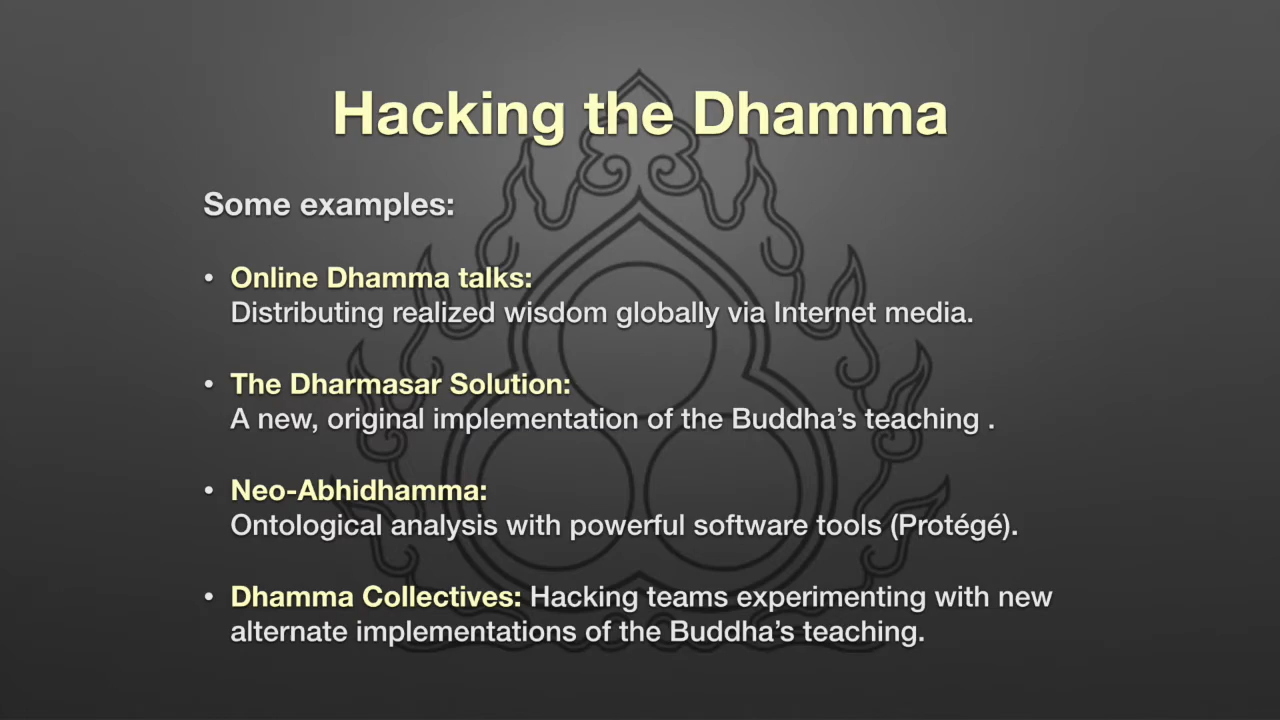 Hacking the Dhamma
Some examples:
• Online Dhamma talks:
Distributing realized wisdom globally via Internet media.
• The Dharmasar Solution:
A new, original implementation of the Buddha’s teaching .
• Neo-Abhidhamma:
Ontological analysis with powerful software tools (Protégé).
• Dhamma Collectives: Hacking teams experimenting with new
alternate implementations of the Buddha’s teaching.